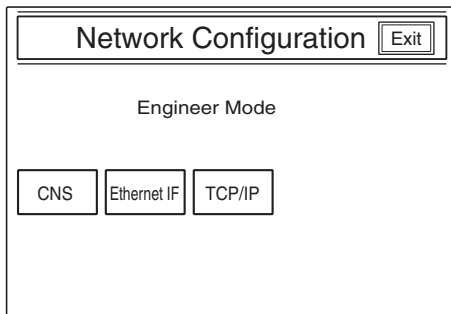 Network Configuration Exit
Engineer Mode
CNS Ethernet IF TCP/IP